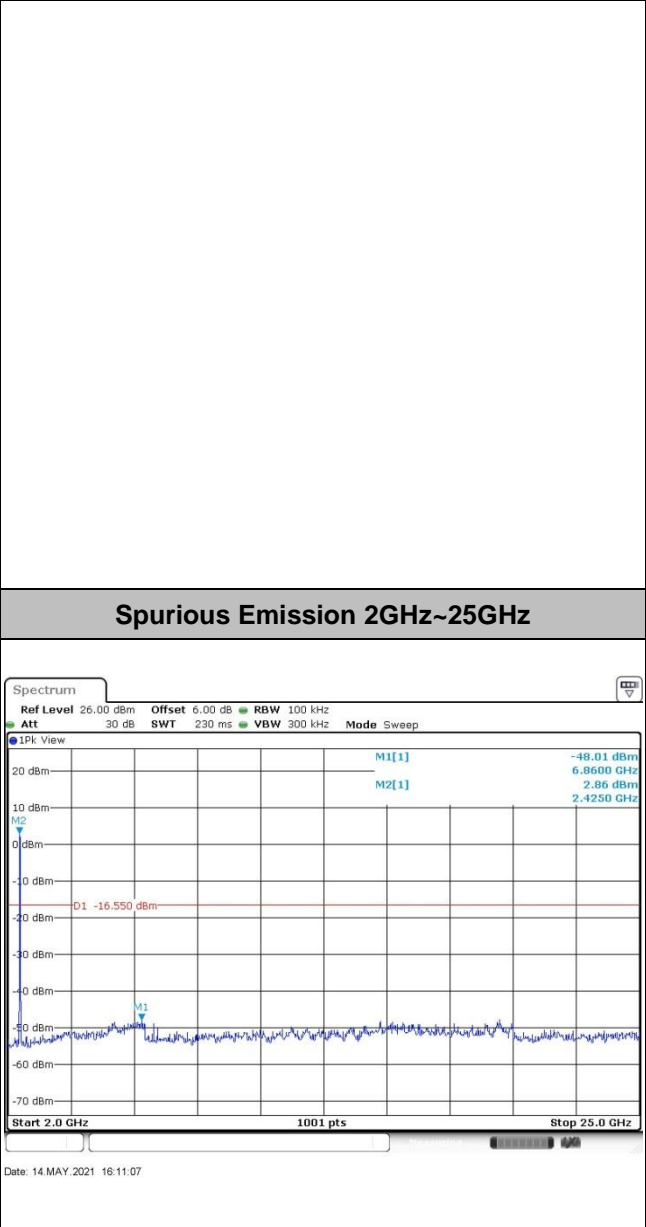 Spurious Emission 2GHz~25GHz
Spectrum
Ref Level 26.00 dBm Offset 6.00 dB RBW 100 kHz
Att 30 dB SWT 230 ms VBW 300 kHz Mode Sweep
1Pk View
M1[1] -48.01 dBm
6.8600 GHz
M2[1] 2.86 dBm
2.4250 GHz
20 dBm
10 dBm
M2
0 dBm
-10 dBm
D1 -16.550 dBm
-20 dBm
-30 dBm
-40 dBm
M1
-50 dBm
-60 dBm
-70 dBm
Start 2.0 GHz 1001 pts Stop 25.0 GHz
Date: 14.MAY.2021 16:11:07